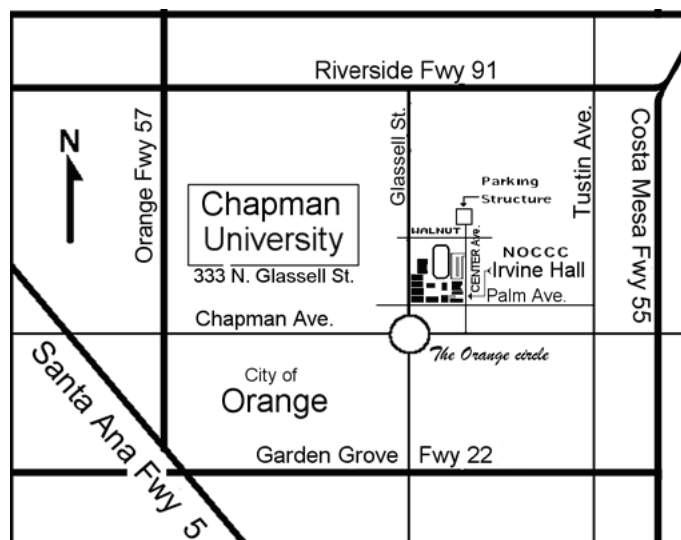 Riverside Fwy 91
N
Orange Fwy 57
Glassell St.
Tustin Ave.
Costa Mesa Fwy 55
Parking
Structure
Chapman
University
333 N. Glassell St.
WALNUT
CENTER Ave.
NOCCC
Irvine Hall
Palm Ave.
Chapman Ave.
The Orange circle
City of
Orange
Santa Ana Fwy 5
Garden Grove Fwy 22